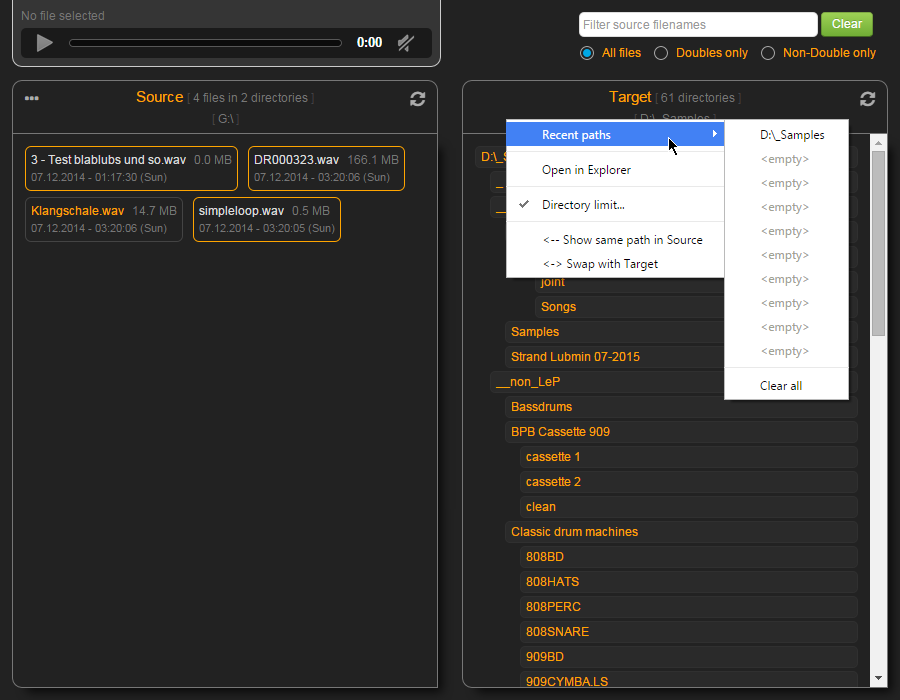 No file selected
0:00
Filter source filenames
Clear
All files
Doubles only
Non-Double only
Source [ 4 files in 2 directories ]
[ G:\ ]
3 - Test blablubs und so.wav 0.0 MB
07.12.2014 - 01:17:30 (Sun)
DR000323.wav 166.1 MB
07.12.2014 - 03:20:06 (Sun)
Klangschale.wav 14.7 MB
07.12.2014 - 03:20:06 (Sun)
simpleloop.wav 0.5 MB
07.12.2014 - 03:20:05 (Sun)
Target [ 61 directories ]
[ D:\_Samples ]
Recent paths
Open in Explorer
Directory limit...
<-- Show same path in Source
<-> Swap with Target
D:\_Samples
<empty>
<empty>
<empty>
<empty>
<empty>
<empty>
<empty>
<empty>
<empty>
Clear all
joint
Songs
Samples
Strand Lubmin 07-2015
__non_LeP
Bassdrums
BPB Cassette 909
cassette 1
cassette 2
clean
Classic drum machines
808BD
808HATS
808PERC
808SNARE
909BD
909CYMBA.LS